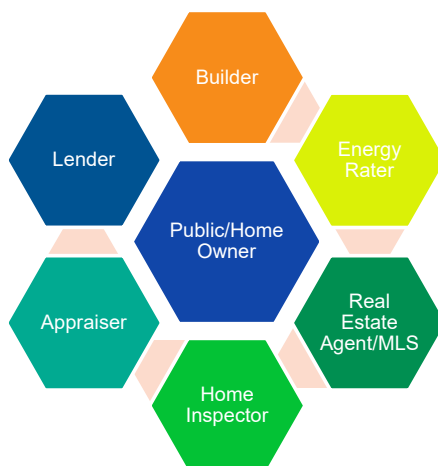 Builder
Lender
Energy
Rater
Public/Home
Owner
Appraiser
Real
Estate
Agent/MLS
Home
Inspector